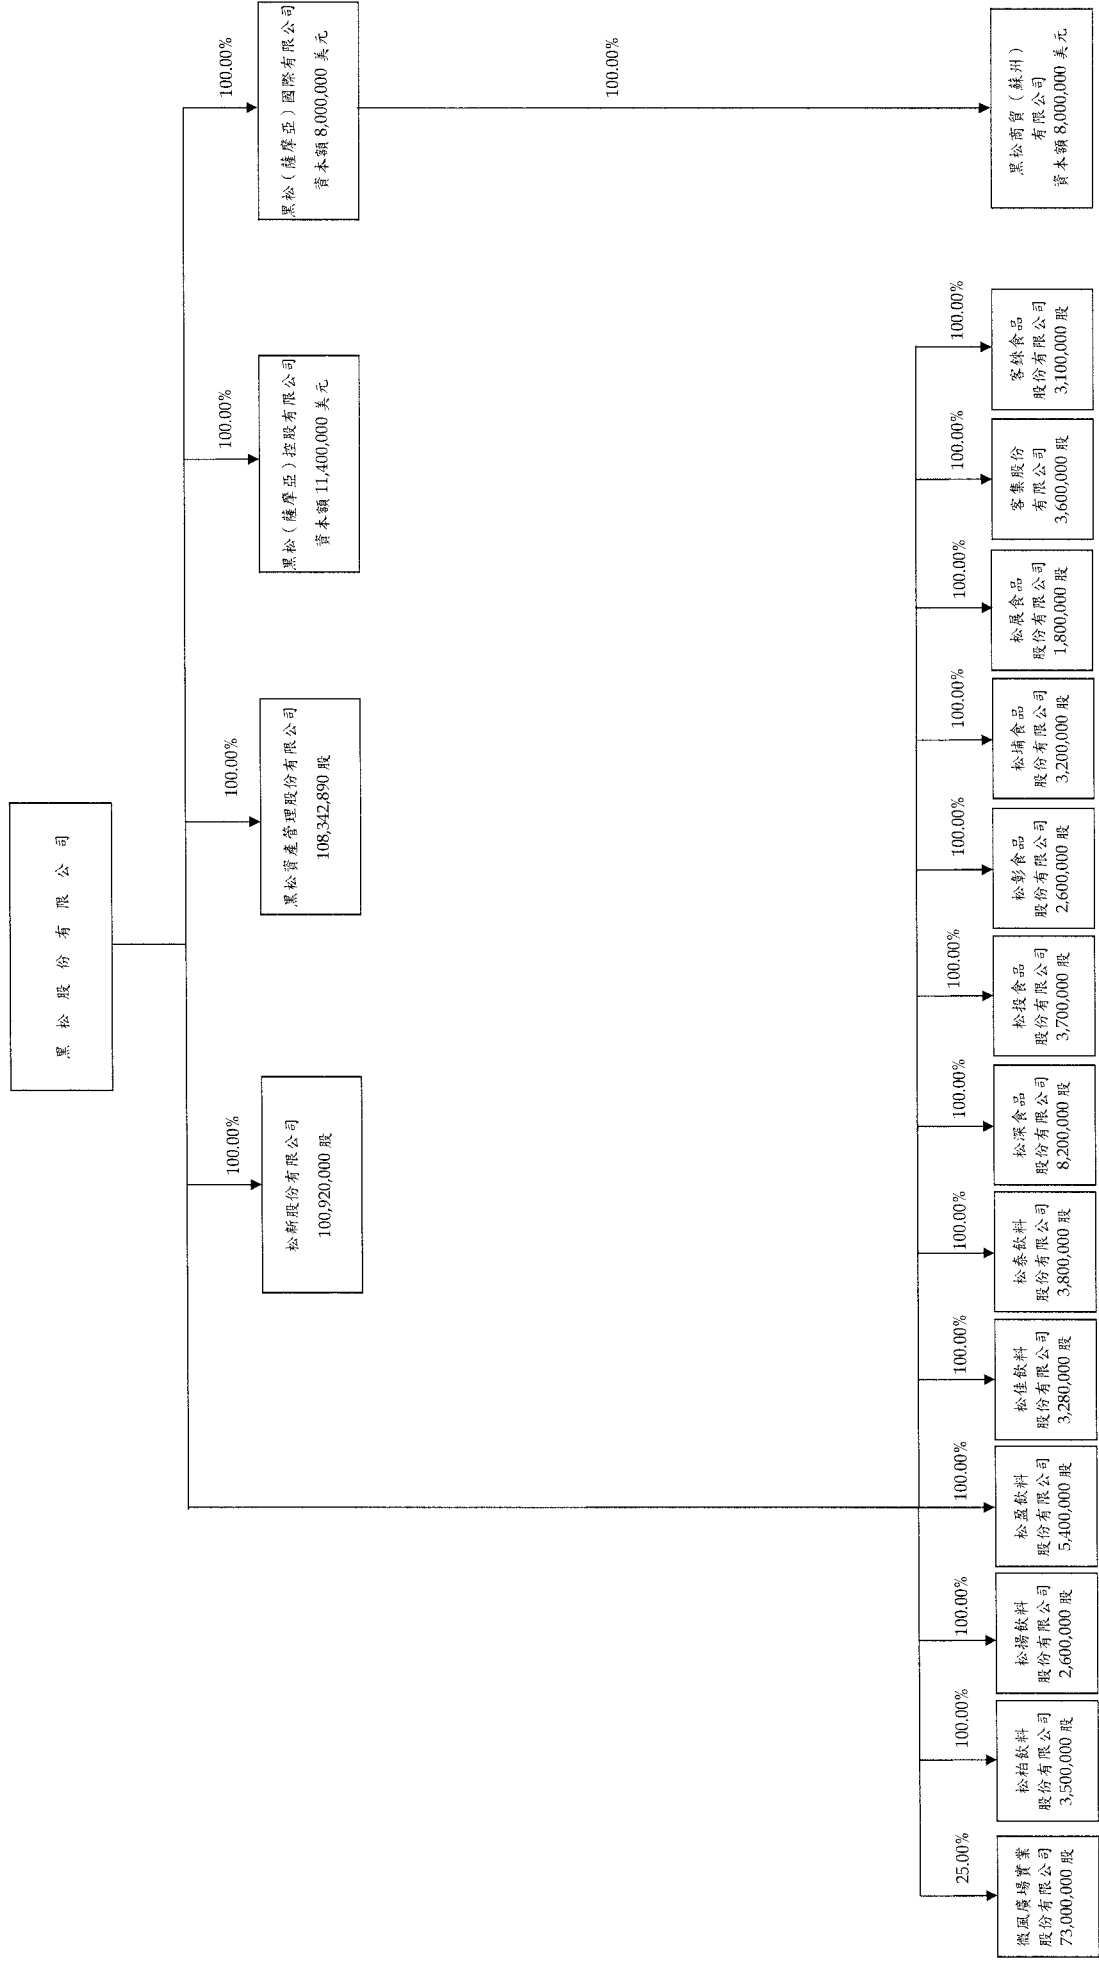 黑松股份有限公司
100.00%
100.00%
100.00%
100.00%
松新股份有限公司
100,920,000 股
黑松資產管理股份有限公司
108,342,890 股
黑松(薩摩亞)控股有限公司
資本額 11,400,000 美元
黑松(薩摩亞)國際有限公司
資本額 8,000,000 美元
100.00%
25.00%
100.00%
100.00%
100.00%
100.00%
100.00%
100.00%
100.00%
100.00%
100.00%
100.00%
100.00%
100.00%
微風廣場實業
股份有限公司
73,000,000 股
松柏飲料
股份有限公司
3,500,000 股
松揚飲料
股份有限公司
2,600,000 股
松盈飲料
股份有限公司
5,400,000 股
松佳飲料
股份有限公司
3,280,000 股
松泰飲料
股份有限公司
3,800,000 股
松深食品
股份有限公司
8,200,000 股
松投食品
股份有限公司
3,700,000 股
松彰食品
股份有限公司
2,600,000 股
松埔食品
股份有限公司
3,200,000 股
松展食品
股份有限公司
1,800,000 股
客集股份
有限公司
3,600,000 股
客銖食品
股份有限公司
3,100,000 股
黑松商貿(蘇州)
有限公司
資本額 8,000,000 美元